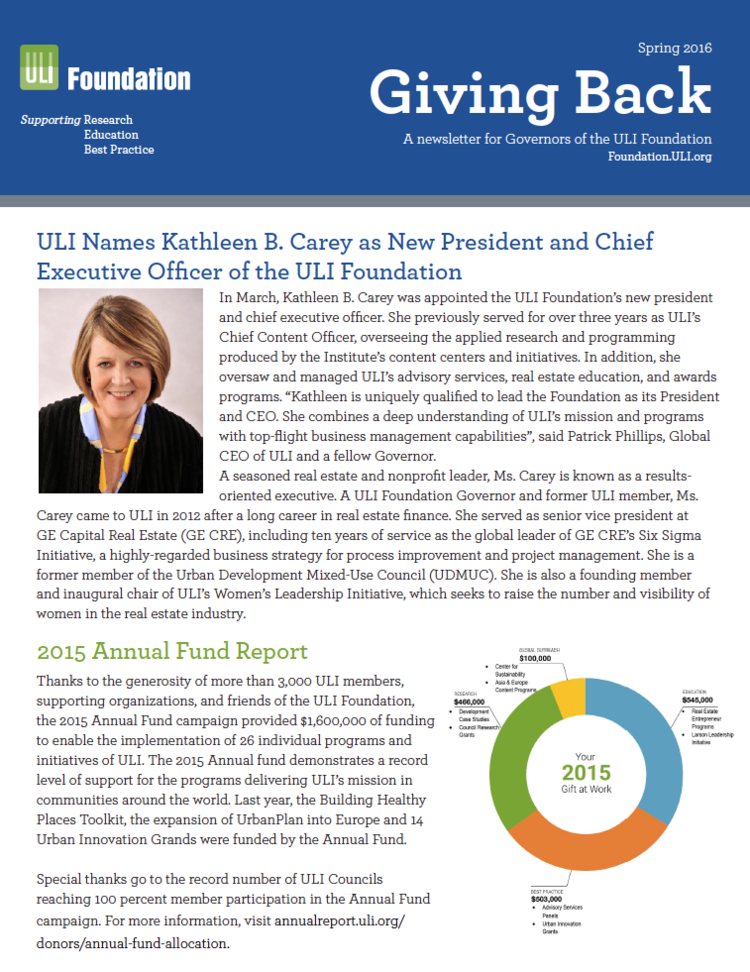 ULI Foundation
Supporting Research
Education
Best Practice
Spring 2016
Giving Back
A newsletter for Governors of the ULI Foundation
Foundation.ULI.org
ULI Names Kathleen B. Carey as New President and Chief
Executive Officer of the ULI Foundation
In March, Kathleen B. Carey was appointed the ULI Foundation's new president
and chief executive officer. She previously served for over three years as ULI's
Chief Content Officer, overseeing the applied research and programming
produced by the Institute's content centers and initiatives. In addition, she
oversaw and managed ULI's advisory services, real estate education, and awards
programs. “Kathleen is uniquely qualified to lead the Foundation as its President
and CEO. She combines a deep understanding of ULI's mission and programs
with top-flight business management capabilities”, said Patrick Phillips, Global
CEO of ULI and a fellow Governor.
A seasoned real estate and nonprofit leader, Ms. Carey is known as a results-
oriented executive. A ULI Foundation Governor and former ULI member, Ms.
Carey came to ULI in 2012 after a long career in real estate finance. She served as senior vice president at
GE Capital Real Estate (GE CRE), including ten years of service as the global leader of GE CRE's Six Sigma
Initiative, a highly-regarded business strategy for process improvement and project management. She is a
former member of the Urban Development Mixed-Use Council (UDMUC). She is also a founding member
and inaugural chair of ULI's Women's Leadership Initiative, which seeks to raise the number and visibility of
women in the real estate industry.
2015 Annual Fund Report
Thanks to the generosity of more than 3,000 ULI members,
supporting organizations, and friends of the ULI Foundation,
the 2015 Annual Fund campaign provided $1,600,000 of funding
to enable the implementation of 26 individual programs and
initiatives of ULI. The 2015 Annual fund demonstrates a record
level of support for the programs delivering ULI's mission in
communities around the world. Last year, the Building Healthy
Places Toolkit, the expansion of UrbanPlan into Europe and 14
Urban Innovation Grants were funded by the Annual Fund.
Special thanks go to the record number of ULI Councils
reaching 100 percent member participation in the Annual Fund
campaign. For more information, visit annualreport.uli.org/
donors/annual-fund-allocation.
GLOBAL OUTREACH
$100,000
• Center for
Sustainability
• Asia & Europe
Content Programs
RESEARCH
$466,000
• Development
Case Studies
• Council Research
Grants
EDUCATION
$545,000
• Real Estate
Entrepreneur
Programs
• Larson Leadership
Initiative
Your
2015
Gift at Work
BEST PRACTICE
$503,000
• Advisory Services
Panels
• Urban Innovation
Grants